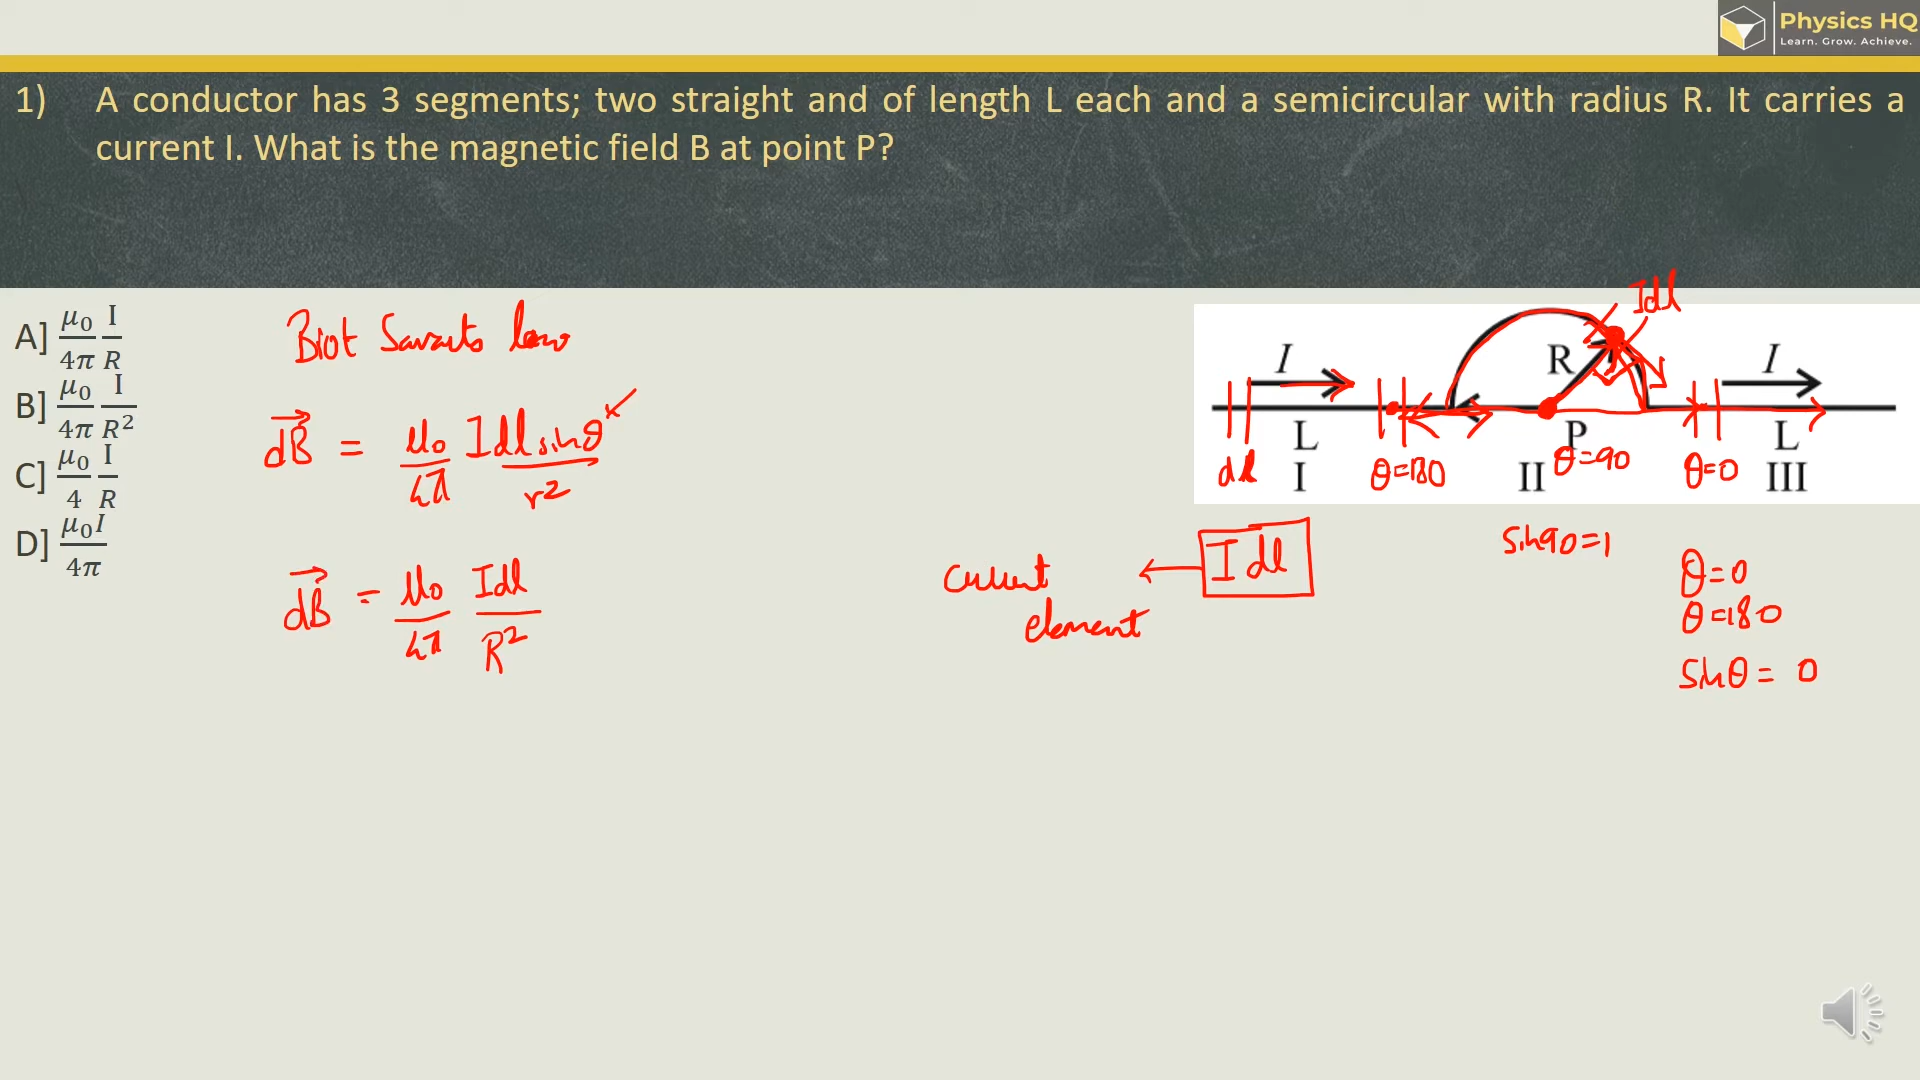 Physics HQ
Learn. Grow. Achieve.
1) A conductor has 3 segments; two straight and of length L each and a semicircular with radius R. It carries a
current I. What is the magnetic field B at point P?
A] μ₀/4π I/R
B] μ₀/4π I/R²
C] μ₀/4 I/R
D] μ₀I/4π
Biot Savarts law
dB⃗ = μ₀/4π Idl sinθ/r²
dB⃗ = μ₀/4π Idl/R²
current
element
Idl
Idl
I
R
I
L
P
L
dl
I
θ=180
II
θ=90
θ=0
III
sin90=1
θ=0
θ=180
sinθ = 0